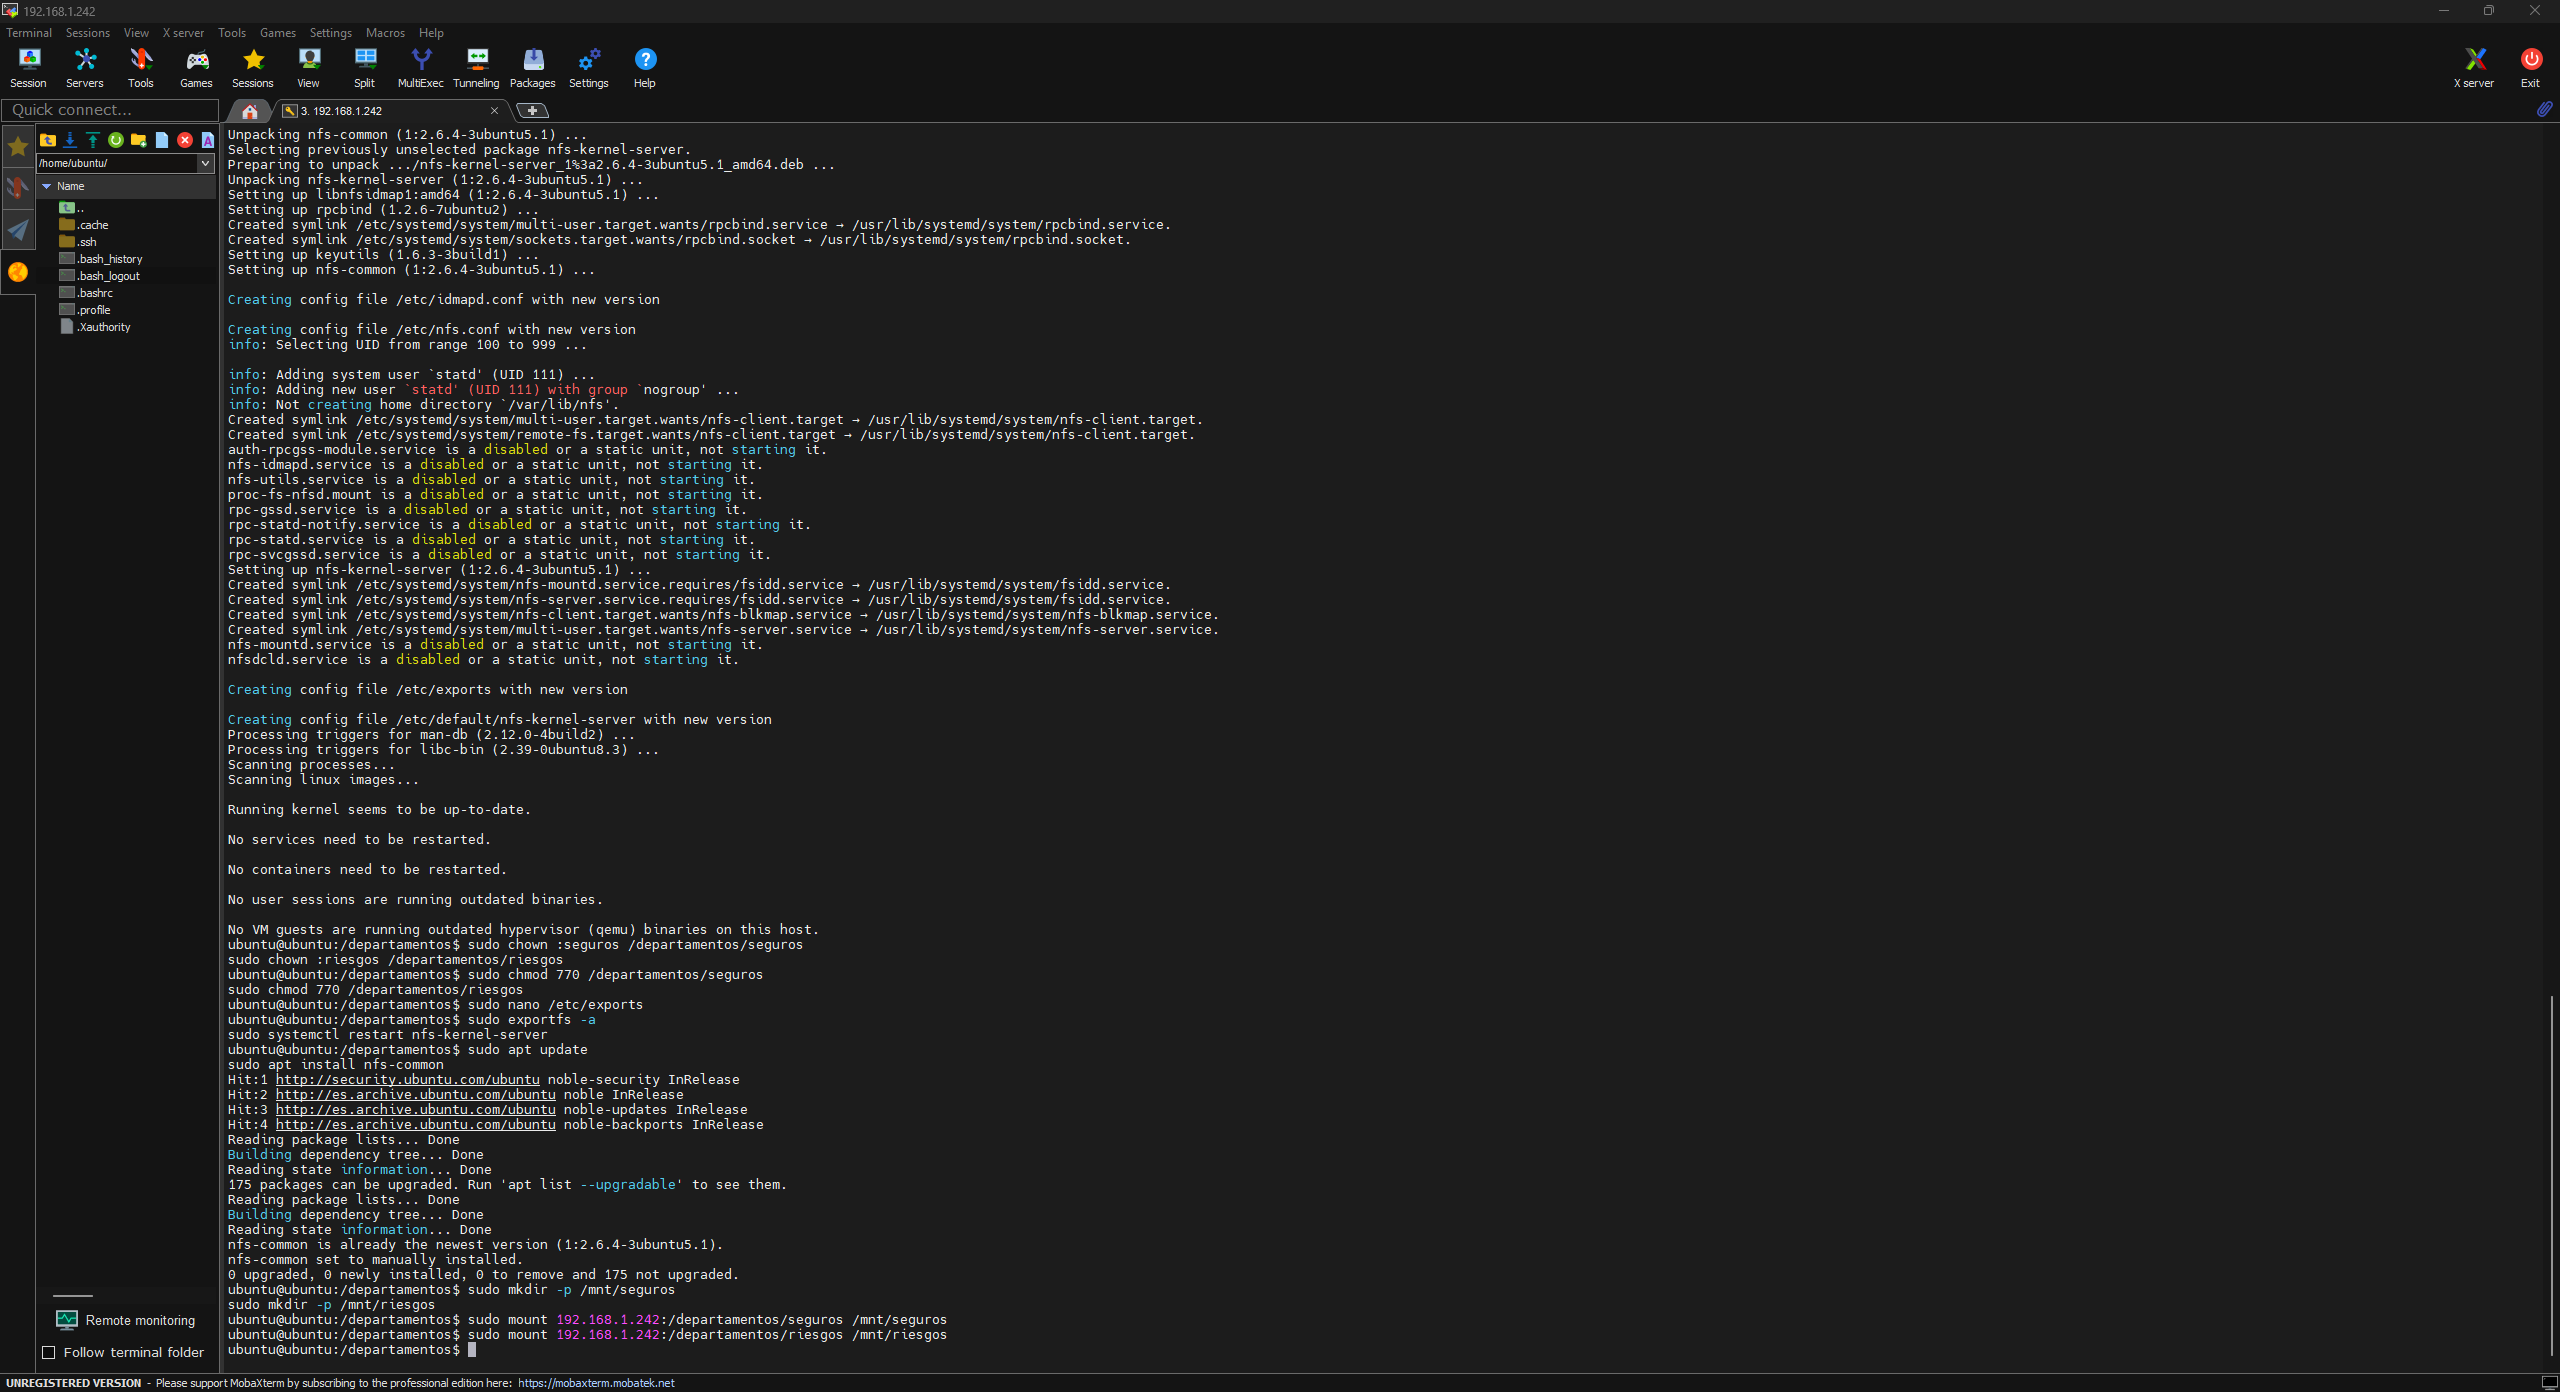 192.168.1.242
Terminal Sessions View X server Tools Games Settings Macros Help
Session Servers Tools Games Sessions View Split MultiExec Tunneling Packages Settings Help X server Exit
Quick connect...
3. 192.168.1.242
/home/ubuntu/
Name
..
.cache
.ssh
.bash_history
.bash_logout
.bashrc
.profile
.Xauthority
Unpacking nfs-common (1:2.6.4-3ubuntu5.1) ...
Selecting previously unselected package nfs-kernel-server.
Preparing to unpack .../nfs-kernel-server_1%3a2.6.4-3ubuntu5.1_amd64.deb ...
Unpacking nfs-kernel-server (1:2.6.4-3ubuntu5.1) ...
Setting up libnfsidmap1:amd64 (1:2.6.4-3ubuntu5.1) ...
Setting up rpcbind (1.2.6-7ubuntu2) ...
Created symlink /etc/systemd/system/multi-user.target.wants/rpcbind.service → /usr/lib/systemd/system/rpcbind.service.
Created symlink /etc/systemd/system/sockets.target.wants/rpcbind.socket → /usr/lib/systemd/system/rpcbind.socket.
Setting up keyutils (1.6.3-3build1) ...
Setting up nfs-common (1:2.6.4-3ubuntu5.1) ...
Creating config file /etc/idmapd.conf with new version
Creating config file /etc/nfs.conf with new version
info: Selecting UID from range 100 to 999 ...
info: Adding system user `statd' (UID 111) ...
info: Adding new user `statd' (UID 111) with group `nogroup' ...
info: Not creating home directory `/var/lib/nfs'.
Created symlink /etc/systemd/system/multi-user.target.wants/nfs-client.target → /usr/lib/systemd/system/nfs-client.target.
Created symlink /etc/systemd/system/remote-fs.target.wants/nfs-client.target → /usr/lib/systemd/system/nfs-client.target.
auth-rpcgss-module.service is a disabled or a static unit, not starting it.
nfs-idmapd.service is a disabled or a static unit, not starting it.
nfs-utils.service is a disabled or a static unit, not starting it.
proc-fs-nfsd.mount is a disabled or a static unit, not starting it.
rpc-gssd.service is a disabled or a static unit, not starting it.
rpc-statd-notify.service is a disabled or a static unit, not starting it.
rpc-statd.service is a disabled or a static unit, not starting it.
rpc-svcgssd.service is a disabled or a static unit, not starting it.
Setting up nfs-kernel-server (1:2.6.4-3ubuntu5.1) ...
Created symlink /etc/systemd/system/nfs-mountd.service.requires/fsidd.service → /usr/lib/systemd/system/fsidd.service.
Created symlink /etc/systemd/system/nfs-server.service.requires/fsidd.service → /usr/lib/systemd/system/fsidd.service.
Created symlink /etc/systemd/system/nfs-client.target.wants/nfs-blkmap.service → /usr/lib/systemd/system/nfs-blkmap.service.
Created symlink /etc/systemd/system/multi-user.target.wants/nfs-server.service → /usr/lib/systemd/system/nfs-server.service.
nfs-mountd.service is a disabled or a static unit, not starting it.
nfsdcld.service is a disabled or a static unit, not starting it.
Creating config file /etc/exports with new version
Creating config file /etc/default/nfs-kernel-server with new version
Processing triggers for man-db (2.12.0-4build2) ...
Processing triggers for libc-bin (2.39-0ubuntu8.3) ...
Scanning processes...
Scanning linux images...
Running kernel seems to be up-to-date.
No services need to be restarted.
No containers need to be restarted.
No user sessions are running outdated binaries.
No VM guests are running outdated hypervisor (qemu) binaries on this host.
ubuntu@ubuntu:/departamentos$ sudo chown :seguros /departamentos/seguros
sudo chown :riesgos /departamentos/riesgos
ubuntu@ubuntu:/departamentos$ sudo chmod 770 /departamentos/seguros
sudo chmod 770 /departamentos/riesgos
ubuntu@ubuntu:/departamentos$ sudo nano /etc/exports
ubuntu@ubuntu:/departamentos$ sudo exportfs -a
sudo systemctl restart nfs-kernel-server
ubuntu@ubuntu:/departamentos$ sudo apt update
sudo apt install nfs-common
Hit:1 http://security.ubuntu.com/ubuntu noble-security InRelease
Hit:2 http://es.archive.ubuntu.com/ubuntu noble InRelease
Hit:3 http://es.archive.ubuntu.com/ubuntu noble-updates InRelease
Hit:4 http://es.archive.ubuntu.com/ubuntu noble-backports InRelease
Reading package lists... Done
Building dependency tree... Done
Reading state information... Done
175 packages can be upgraded. Run 'apt list --upgradable' to see them.
Reading package lists... Done
Building dependency tree... Done
Reading state information... Done
nfs-common is already the newest version (1:2.6.4-3ubuntu5.1).
nfs-common set to manually installed.
0 upgraded, 0 newly installed, 0 to remove and 175 not upgraded.
ubuntu@ubuntu:/departamentos$ sudo mkdir -p /mnt/seguros
sudo mkdir -p /mnt/riesgos
ubuntu@ubuntu:/departamentos$ sudo mount 192.168.1.242:/departamentos/seguros /mnt/seguros
ubuntu@ubuntu:/departamentos$ sudo mount 192.168.1.242:/departamentos/riesgos /mnt/riesgos
ubuntu@ubuntu:/departamentos$
Remote monitoring
Follow terminal folder
UNREGISTERED VERSION - Please support MobaXterm by subscribing to the professional edition here: https://mobaxterm.mobatek.net